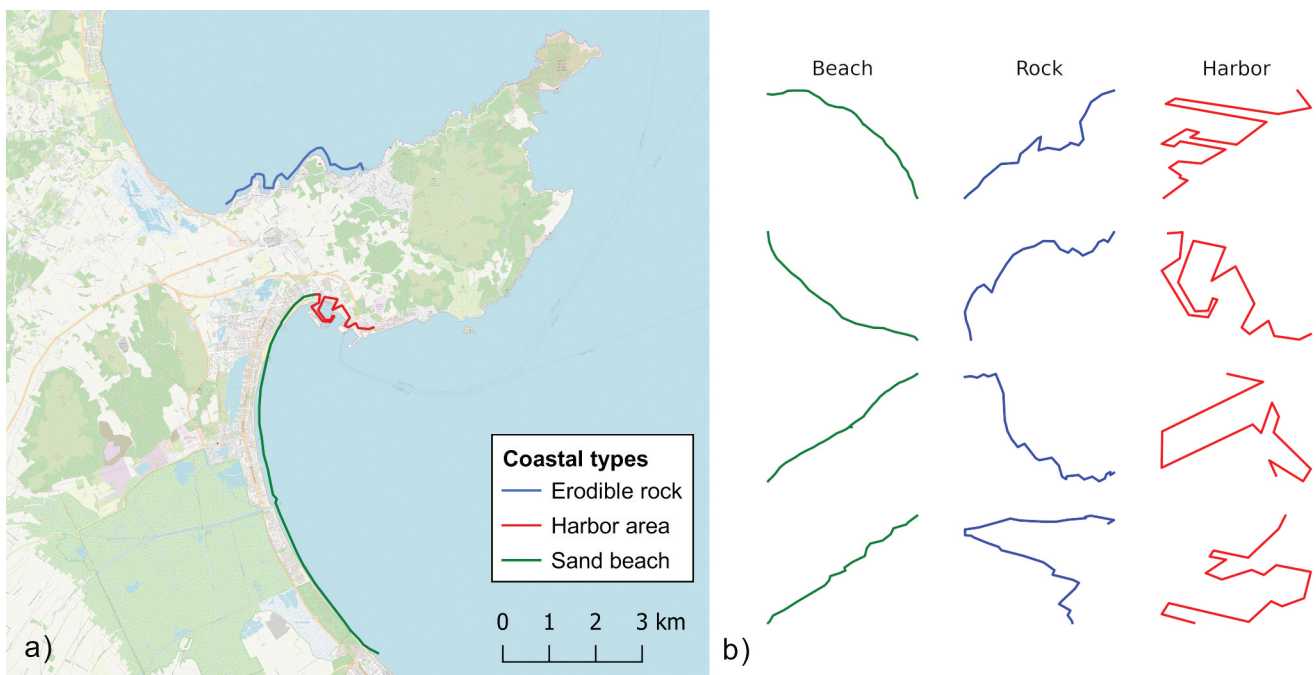 Coastal types
Erodible rock
Harbor area
Sand beach
0 1 2 3 km
a)
Beach Rock Harbor
b)